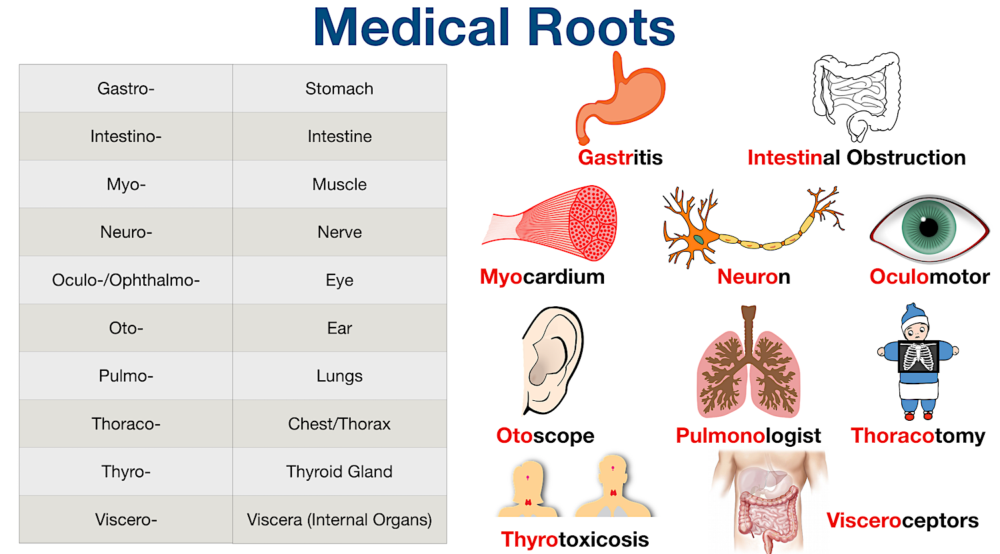 Medical Roots
Gastro- Stomach
Intestino- Intestine
Myo- Muscle
Neuro- Nerve
Oculo-/Ophthalmo- Eye
Oto- Ear
Pulmo- Lungs
Thoraco- Chest/Thorax
Thyro- Thyroid Gland
Viscero- Viscera (Internal Organs)
Gastritis
Intestinal Obstruction
Myocardium
Neuron
Oculomotor
Otoscope
Pulmonologist
Thoracotomy
Thyrotoxicosis
Visceroceptors